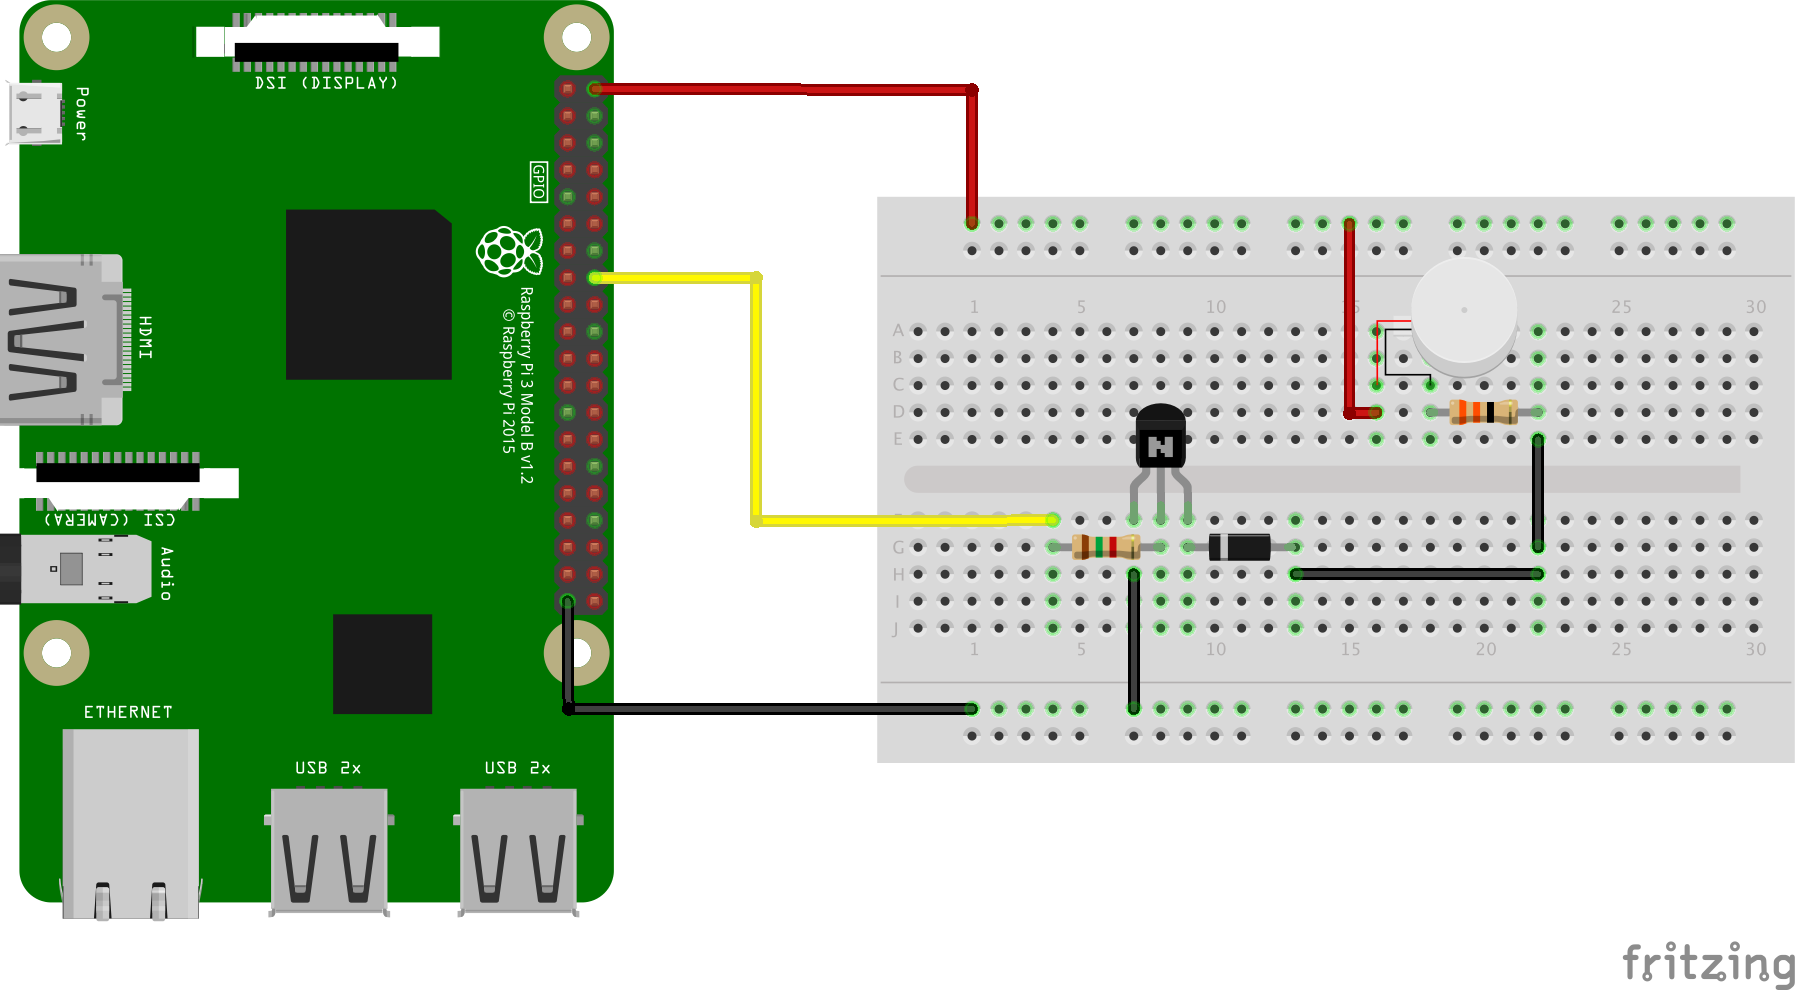 DSI (DISPLAY)
Power
GPIO
HDMI
Raspberry Pi 3 Model B v1.2
© Raspberry Pi 2015
CSI (CAMERA)
Audio
ETHERNET
USB 2x
USB 2x
1 5 10 15 20 25 30
A
B
C
D
E
N
F
G
H
I
J
1 5 10 15 20 25 30
fritzing